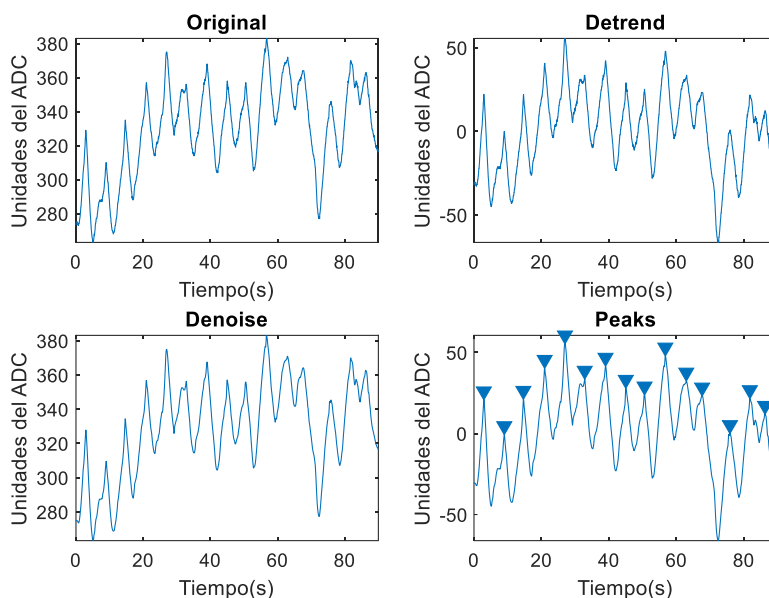 Original
Unidades del ADC
380
360
340
320
300
280
0 20 40 60 80
Tiempo(s)
Detrend
Unidades del ADC
50
0
-50
0 20 40 60 80
Tiempo(s)
Denoise
Unidades del ADC
380
360
340
320
300
280
0 20 40 60 80
Tiempo(s)
Peaks
Unidades del ADC
50
0
-50
0 20 40 60 80
Tiempo(s)